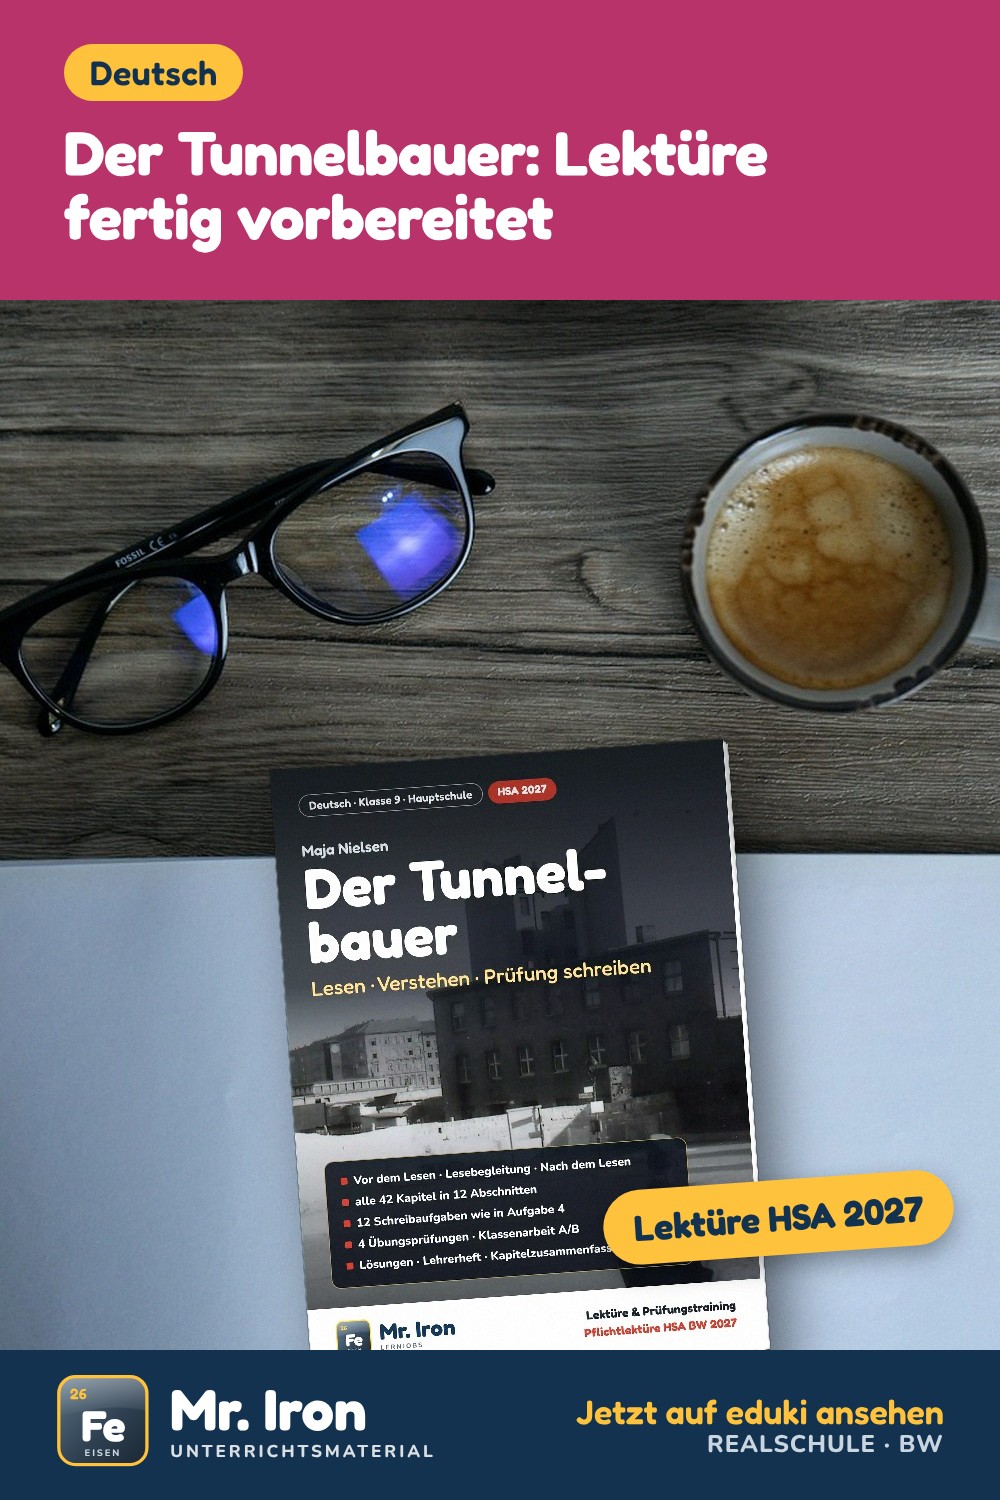 Deutsch
Der Tunnelbauer: Lektüre
fertig vorbereitet
FOSSIL CE
Deutsch · Klasse 9 · Hauptschule
HSA 2027
Maja Nielsen
Der Tunnel-
bauer
Lesen · Verstehen · Prüfung schreiben
Vor dem Lesen · Lesebegleitung · Nach dem Lesen
alle 42 Kapitel in 12 Abschnitten
12 Schreibaufgaben wie in Aufgabe 4
4 Übungsprüfungen · Klassenarbeit A/B
Lösungen · Lehrerheft · Kapitelzusammenfass
Lektüre HSA 2027
26
Fe
Mr. Iron
LERNJOBS
Lektüre & Prüfungstraining
Pflichtlektüre HSA BW 2027
26
Fe
EISEN
Mr. Iron
UNTERRICHTSMATERIAL
Jetzt auf eduki ansehen
REALSCHULE · BW